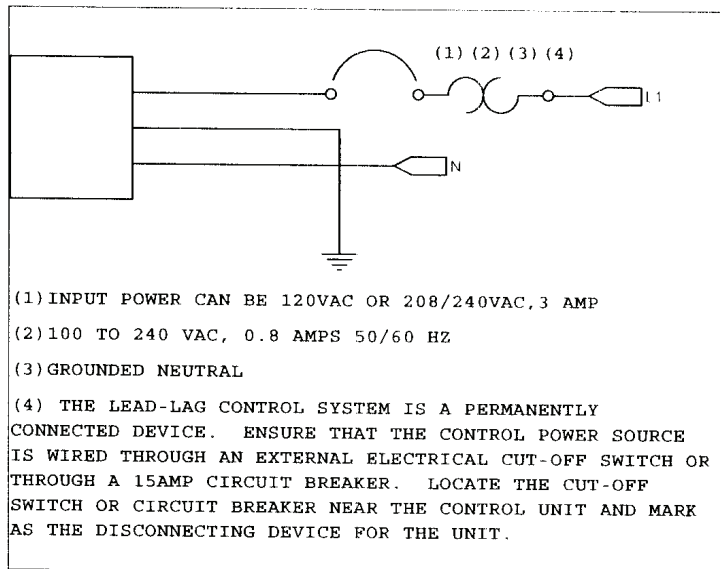 (1) (2) (3) (4)
L1
N
(1)INPUT POWER CAN BE 120VAC OR 208/240VAC,3 AMP
(2)100 TO 240 VAC, 0.8 AMPS 50/60 HZ
(3)GROUNDED NEUTRAL
(4) THE LEAD-LAG CONTROL SYSTEM IS A PERMANENTLY
CONNECTED DEVICE. ENSURE THAT THE CONTROL POWER SOURCE
IS WIRED THROUGH AN EXTERNAL ELECTRICAL CUT-OFF SWITCH OR
THROUGH A 15AMP CIRCUIT BREAKER. LOCATE THE CUT-OFF
SWITCH OR CIRCUIT BREAKER NEAR THE CONTROL UNIT AND MARK
AS THE DISCONNECTING DEVICE FOR THE UNIT.